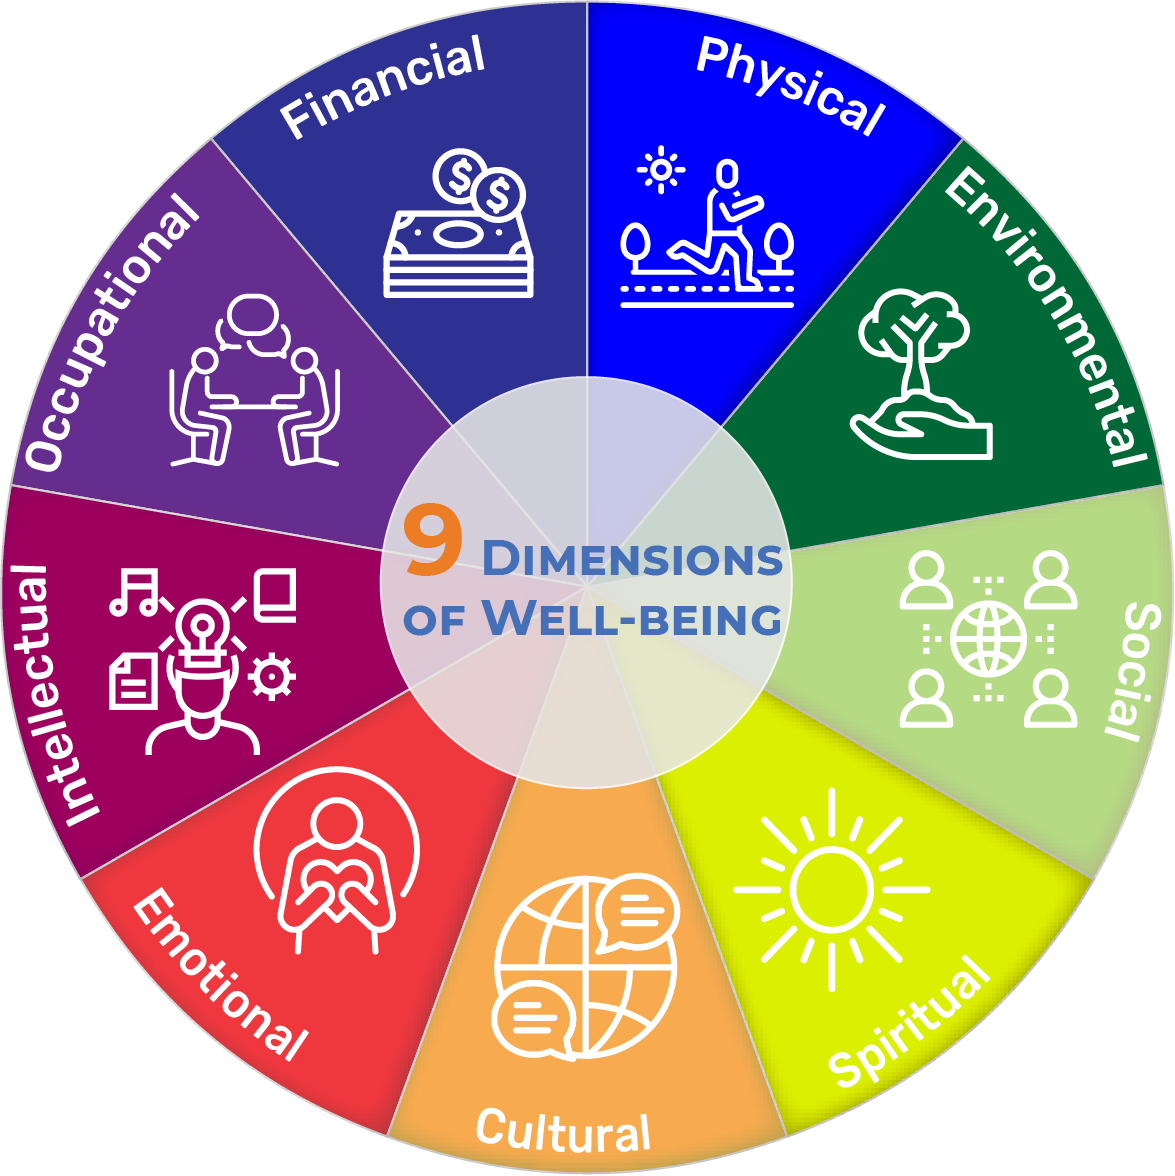 Financial
Physical
Environmental
Social
Spiritual
Cultural
Emotional
Intellectual
Occupational
$
$
9 Dimensions
of Well-being